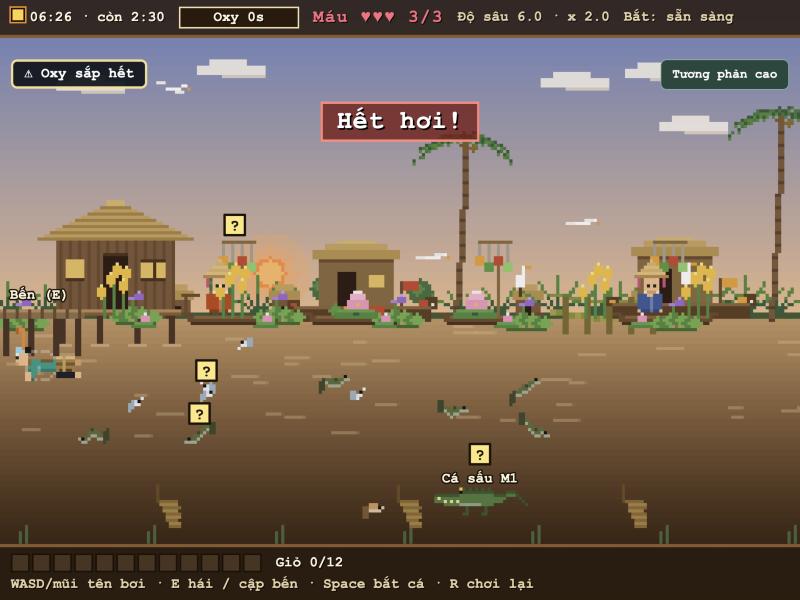 06:26 · còn 2:30
Oxy 0s
Máu ♥♥♥ 3/3
Độ sâu 6.0 · x 2.0
Bắt: sẵn sàng
⚠ Oxy sắp hết
Tương phản cao
Hết hơi!
?
Bến (E)
?
?
?
Cá sấu M1
Giỏ 0/12
WASD/mũi tên bơi · E hái / cập bến · Space bắt cá · R chơi lại